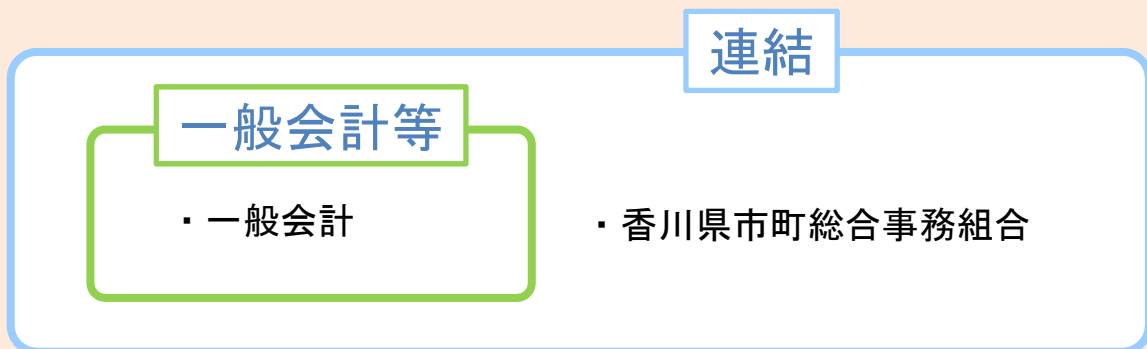 連結
一般会計等
・一般会計
・香川県市町総合事務組合